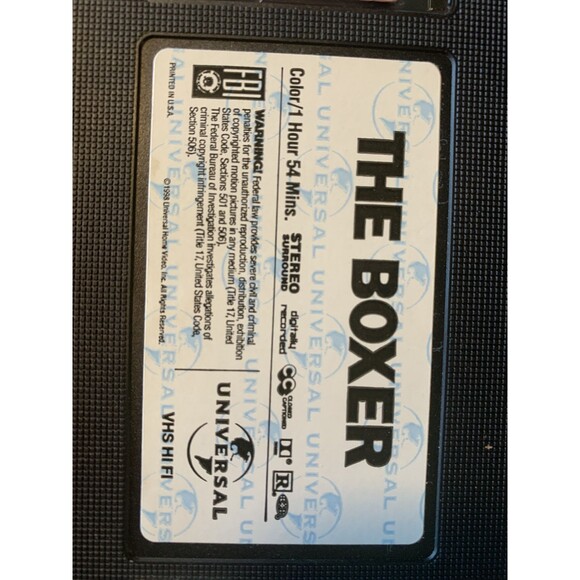 THE BOXER
Color/1 Hour 54 Mins. STEREO SURROUND digitally recorded CC CLOSED CAPTIONED R
FBI
WARNING! Federal law provides severe civil and criminal
penalties for the unauthorized reproduction, distribution, exhibition
of copyrighted motion pictures in any medium (Title 17, United
States Code, Sections 501 and 506).
The Federal Bureau of Investigation investigates allegations of
criminal copyright infringement (Title 17, United States Code,
Section 506).
UNIVERSAL
PRINTED IN U.S.A.
©1998 Universal Home Video, Inc. All Rights Reserved.
VHS HI FI